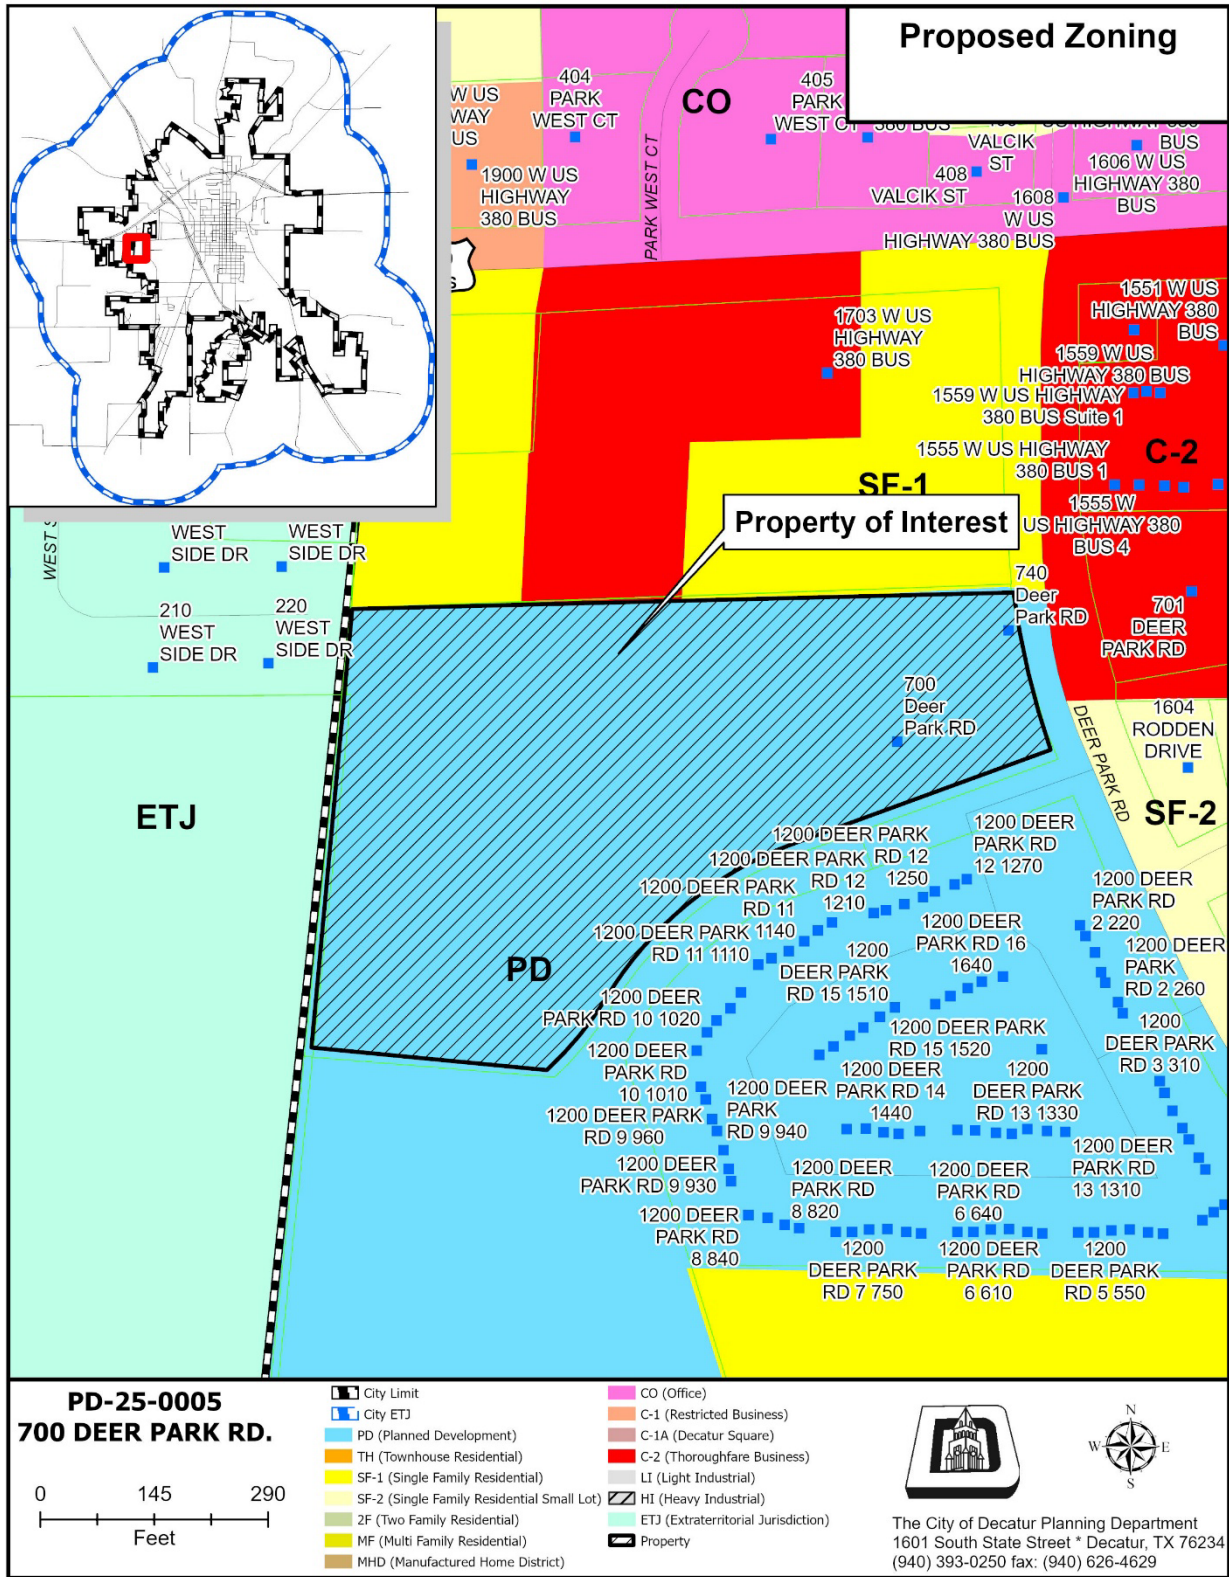 Proposed Zoning
W US
WAY
US
404
PARK
WEST CT
CO
405
PARK
WEST CT
380 BUS
VALCIK
ST
US HIGHWAY 380
BUS
1900 W US
HIGHWAY
380 BUS
PARK WEST CT
408
VALCIK ST
1606 W US
HIGHWAY 380
BUS
1608
W US
HIGHWAY 380 BUS
1703 W US
HIGHWAY
380 BUS
1551 W US
HIGHWAY 380
BUS
1559 W US
HIGHWAY 380 BUS
1559 W US HIGHWAY
380 BUS Suite 1
C-2
1555 W US HIGHWAY
380 BUS 1
SF-1
1555 W
US HIGHWAY 380
BUS 4
Property of Interest
WEST
SIDE DR
WEST
SIDE DR
WEST S
210
WEST
SIDE DR
220
WEST
SIDE DR
740
Deer
Park RD
701
DEER
PARK RD
700
Deer
Park RD
DEER PARK RD
1604
RODDEN
DRIVE
SF-2
ETJ
PD
1200 DEER PARK
RD 12
1250
1200 DEER PARK
RD 12
1210
1200 DEER
PARK RD
12 1270
1200 DEER PARK
RD 11
1140
1200 DEER PARK
RD 11 1110
1200 DEER
PARK RD
2 220
1200 DEER
PARK RD 16
1640
1200
DEER PARK
RD 15 1510
1200 DEER
PARK
RD 2 260
1200 DEER
PARK RD 10 1020
1200 DEER PARK
RD 15 1520
1200
DEER PARK
RD 3 310
1200 DEER
PARK RD
10 1010
1200 DEER
PARK RD 14
1440
1200
DEER PARK
RD 13 1330
1200 DEER PARK
RD 9 960
1200 DEER
PARK
RD 9 940
1200 DEER
PARK RD 9 930
1200 DEER
PARK RD
8 820
1200 DEER
PARK RD
6 640
1200 DEER
PARK RD
13 1310
1200 DEER
PARK RD
8 840
1200
DEER PARK
RD 7 750
1200 DEER
PARK RD
6 610
1200
DEER PARK
RD 5 550
PD-25-0005
700 DEER PARK RD.
0 145 290
Feet
City Limit
City ETJ
PD (Planned Development)
TH (Townhouse Residential)
SF-1 (Single Family Residential)
SF-2 (Single Family Residential Small Lot)
2F (Two Family Residential)
MF (Multi Family Residential)
MHD (Manufactured Home District)
CO (Office)
C-1 (Restricted Business)
C-1A (Decatur Square)
C-2 (Thoroughfare Business)
LI (Light Industrial)
HI (Heavy Industrial)
ETJ (Extraterritorial Jurisdiction)
Property
N
W E
S
The City of Decatur Planning Department
1601 South State Street * Decatur, TX 76234
(940) 393-0250 fax: (940) 626-4629